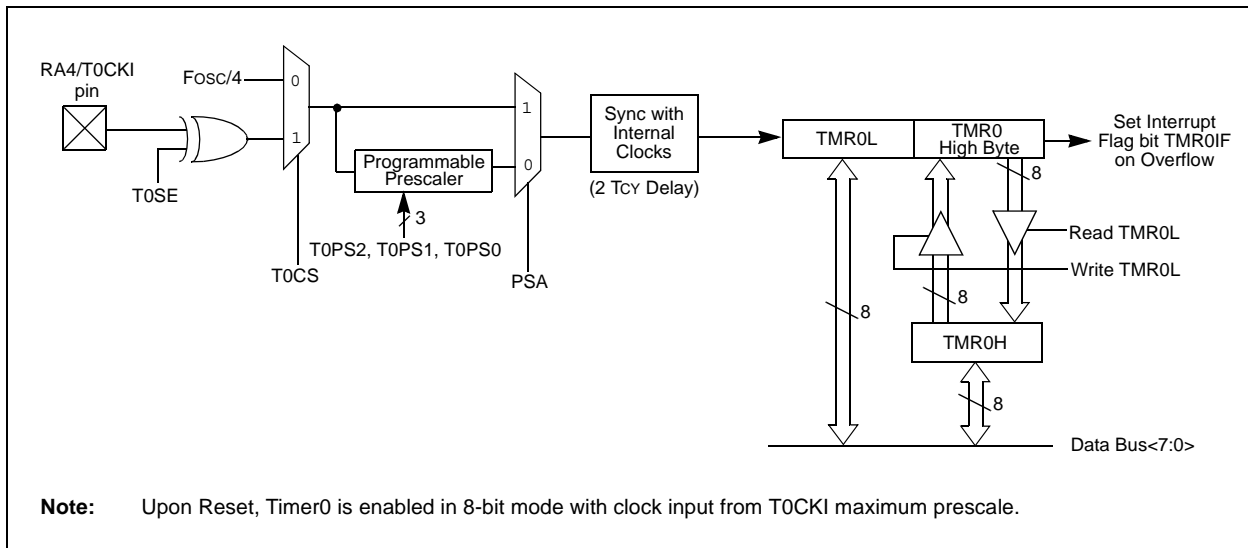 RA4/T0CKI
pin
FOSC/4
0
1
T0SE
T0CS
Programmable
Prescaler
3
T0PS2, T0PS1, T0PS0
1
0
PSA
Sync with
Internal
Clocks
(2 TCY Delay)
TMR0L
TMR0
High Byte
Set Interrupt
Flag bit TMR0IF
on Overflow
8
Read TMR0L
Write TMR0L
8
8
TMR0H
8
Data Bus<7:0>
Note: Upon Reset, Timer0 is enabled in 8-bit mode with clock input from T0CKI maximum prescale.